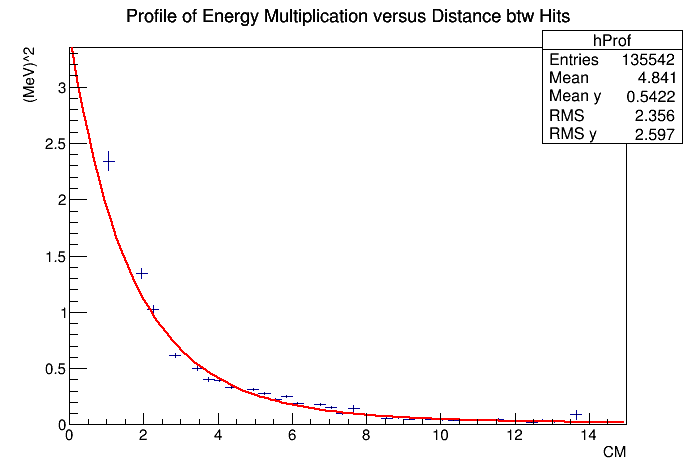 Profile of Energy Multiplication versus Distance btw Hits
hProf
Entries 135542
Mean 4.841
Mean y 0.5422
RMS 2.356
RMS y 2.597
(MeV)^2
3
2.5
2
1.5
1
0.5
0
0 2 4 6 8 10 12 14
CM